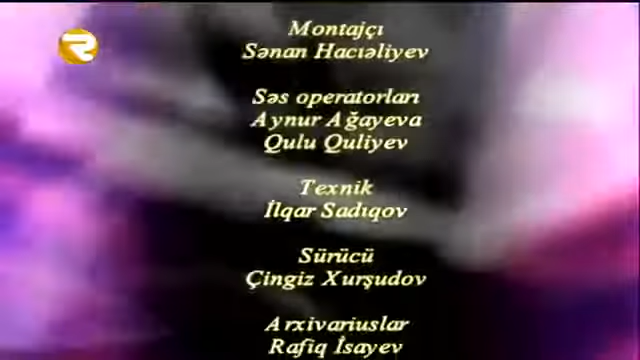 Montajçı
Sənan Hacıəliyev
Səs operatorları
Aynur Ağayeva
Qulu Quliyev
Texnik
İlqar Sadıqov
Sürücü
Çingiz Xurşudov
Arxivariuslar
Rafiq İsayev